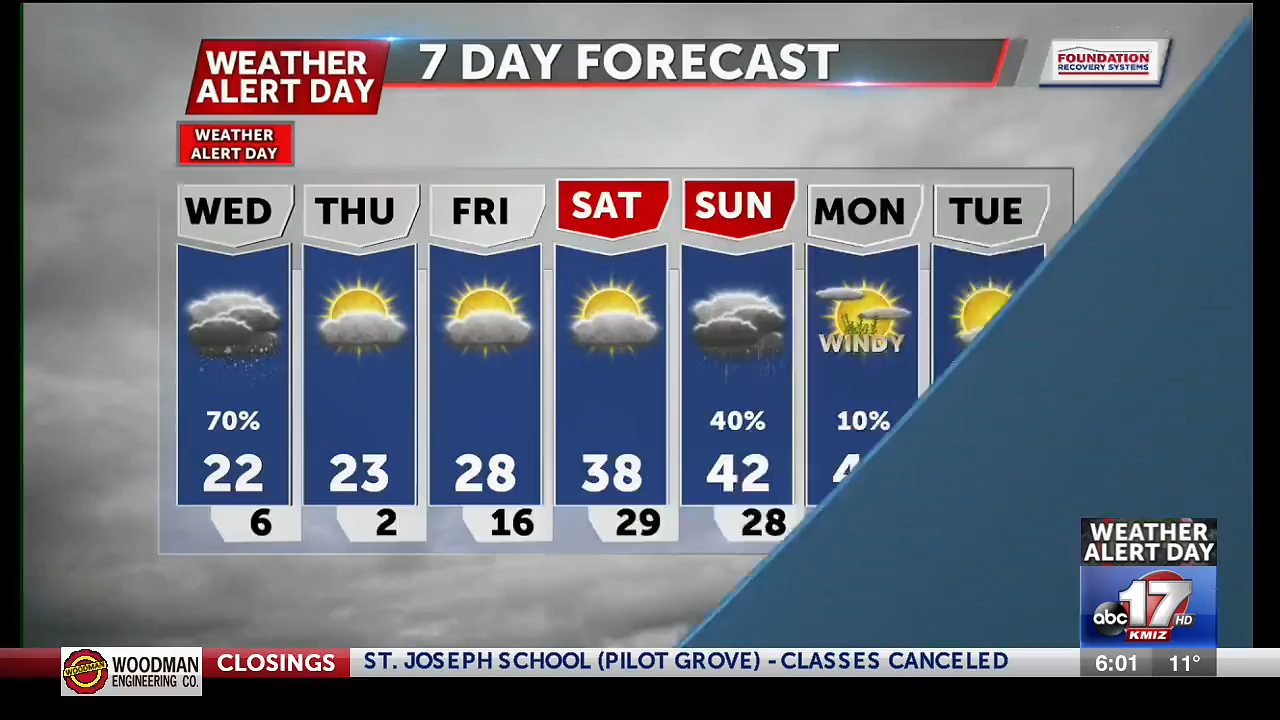 WEATHER
ALERT DAY
7 DAY FORECAST
FOUNDATION
RECOVERY SYSTEMS
WEATHER
ALERT DAY
WED THU FRI SAT SUN MON TUE
WINDY
70% 40% 10%
22 23 28 38 42 4
6 2 16 29 28
WEATHER
ALERT DAY
abc 17 HD
KMIZ
WOODMAN
WOODMAN
ENGINEERING CO.
CLOSINGS
ST. JOSEPH SCHOOL (PILOT GROVE) - CLASSES CANCELED
6:01 11°